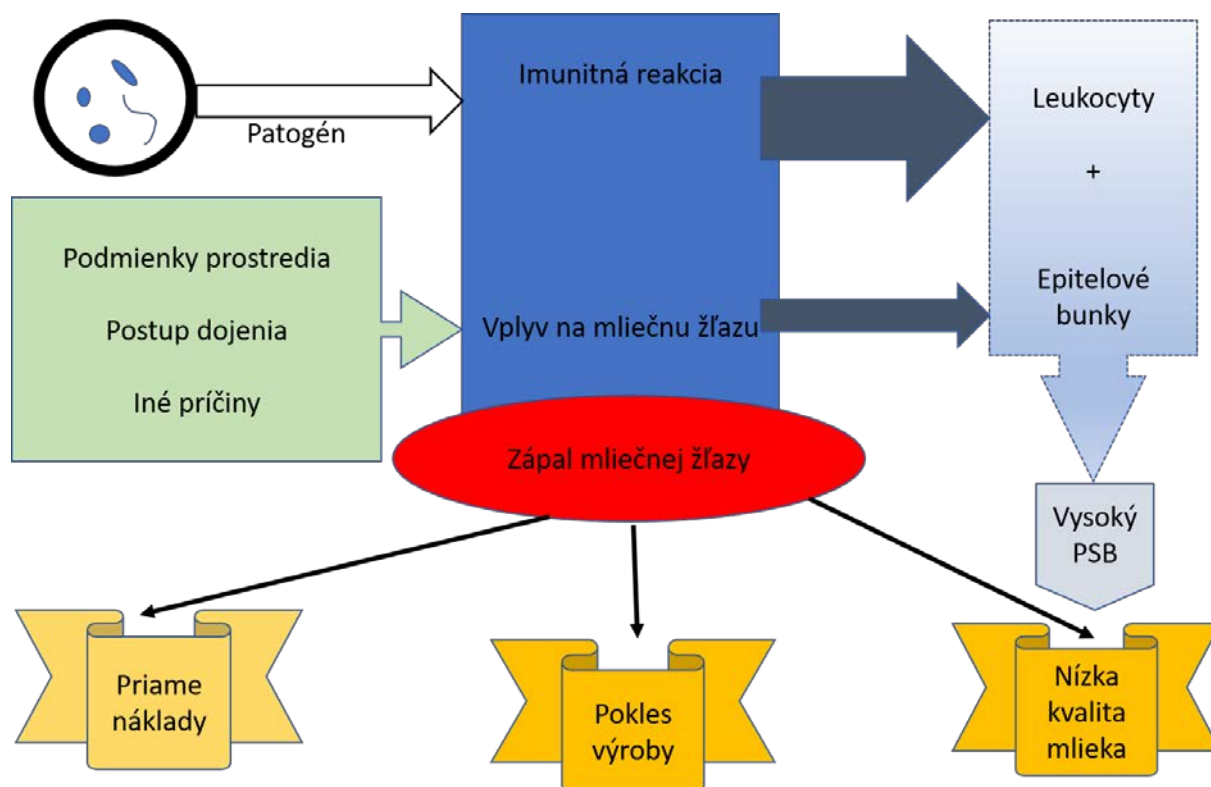 Imunitná reakcia
Patogén
Leukocyty
+
Epitelové
bunky
Podmienky prostredia
Postup dojenia
Iné príčiny
Vplyv na mliečnu žľazu
Zápal mliečnej žľazy
Vysoký
PSB
Priame
náklady
Pokles
výroby
Nízka
kvalita
mlieka